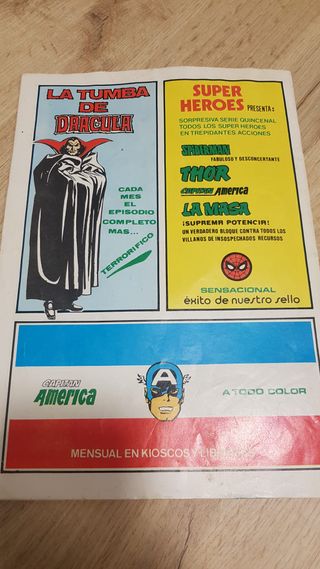 LA TUMBA
DE
DRACULA
CADA
MES EL
EPISODIO
COMPLETO
MAS...
TERRORIFICO
SUPER
HEROES PRESENTA:
SORPRESIVA SERIE QUINCENAL
TODOS LOS SUPER HEROES
EN TREPIDANTES ACCIONES
SPIDERMAN
FABULOSO Y DESCONCERTANTE
THOR
CAPITAN America
LA MASA
¡SUPREMA POTENCIA!
UN VERDADERO BLOQUE CONTRA TODOS LOS
VILLANOS DE INSOSPECHADOS RECURSOS
SENSACIONAL
éxito de nuestro sello
CAPITAN
America
A
A TODO COLOR
MENSUAL EN KIOSCOS Y